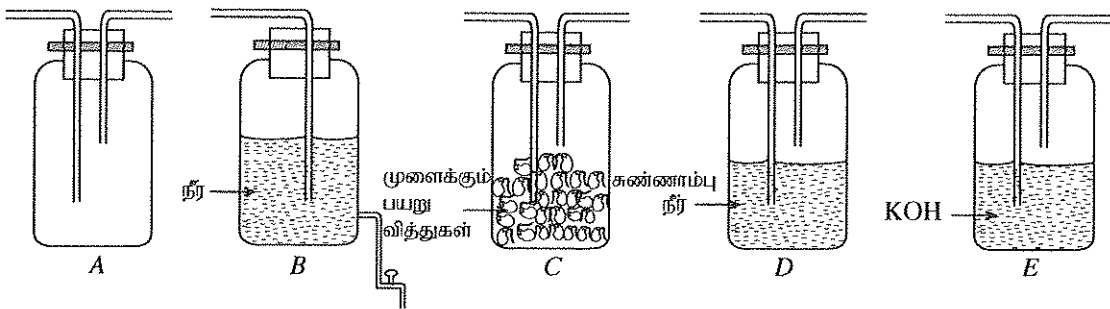 நீர்
முளைக்கும்
பயறு
வித்துகள்
சுண்ணாம்பு
நீர்
KOH
A B C D E